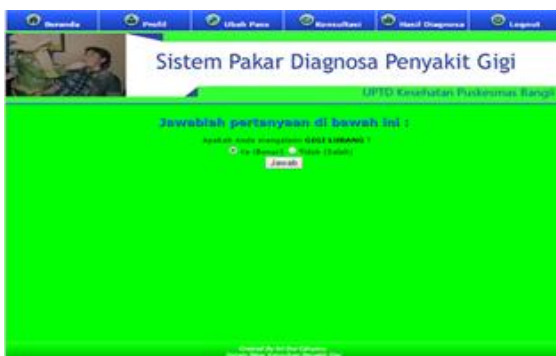 Beranda Profil Ubah Pass Konsultasi Hasil Diagnosa Logout
Sistem Pakar Diagnosa Penyakit Gigi
UPTD Kesehatan Puskesmas Bangil
Jawablah pertanyaan di bawah ini :
Apakah Anda mengalami GIGI LUBANG ?
Ya (Benar) Tidak (Salah)
Jawab